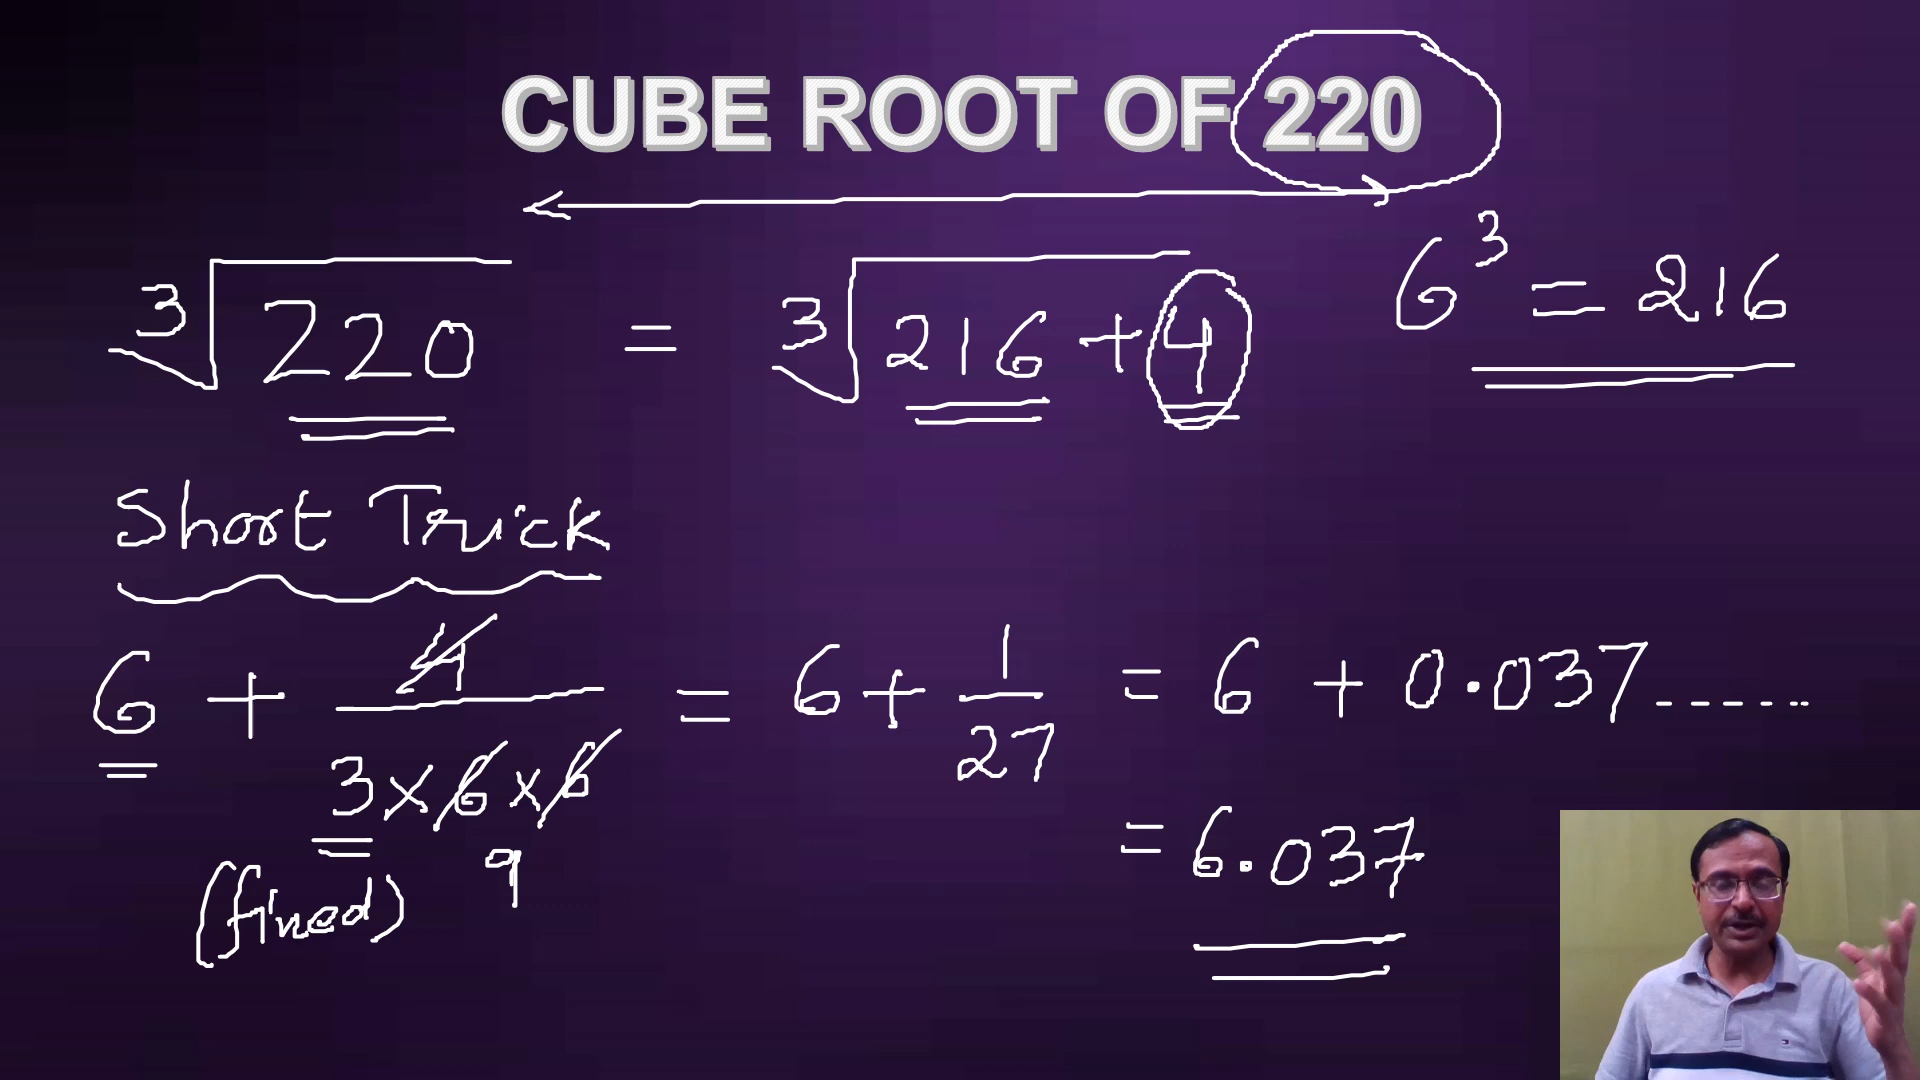 CUBE ROOT OF 220
³√220 = ³√(216 + 4)
6³ = 216
Short Trick
6 + 4/(3×6×6) = 6 + 1/27 = 6 + 0.037------
9
= 6.037
(fixed)